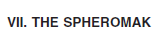 VII. THE SPHEROMAK